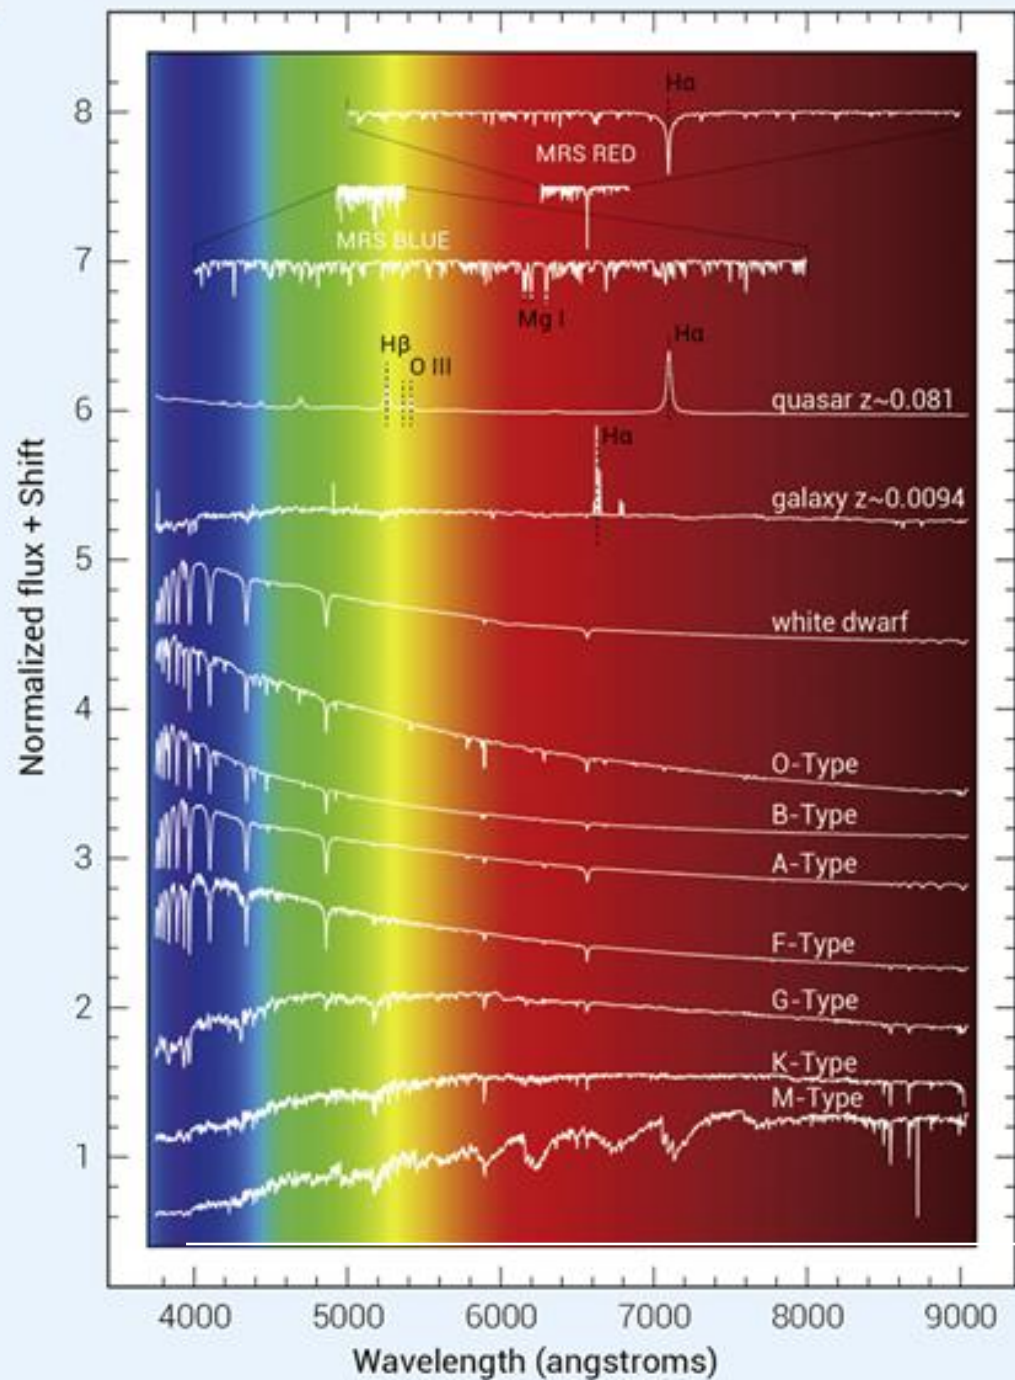 Hα
8
MRS RED
MRS BLUE
7
Mg I
Hα
Hβ
O III
6
quasar z~0.081
Hα
galaxy z~0.0094
5
white dwarf
4
O-Type
B-Type
A-Type
3
F-Type
2
G-Type
K-Type
M-Type
1
Normalized flux + Shift
4000 5000 6000 7000 8000 9000
Wavelength (angstroms)